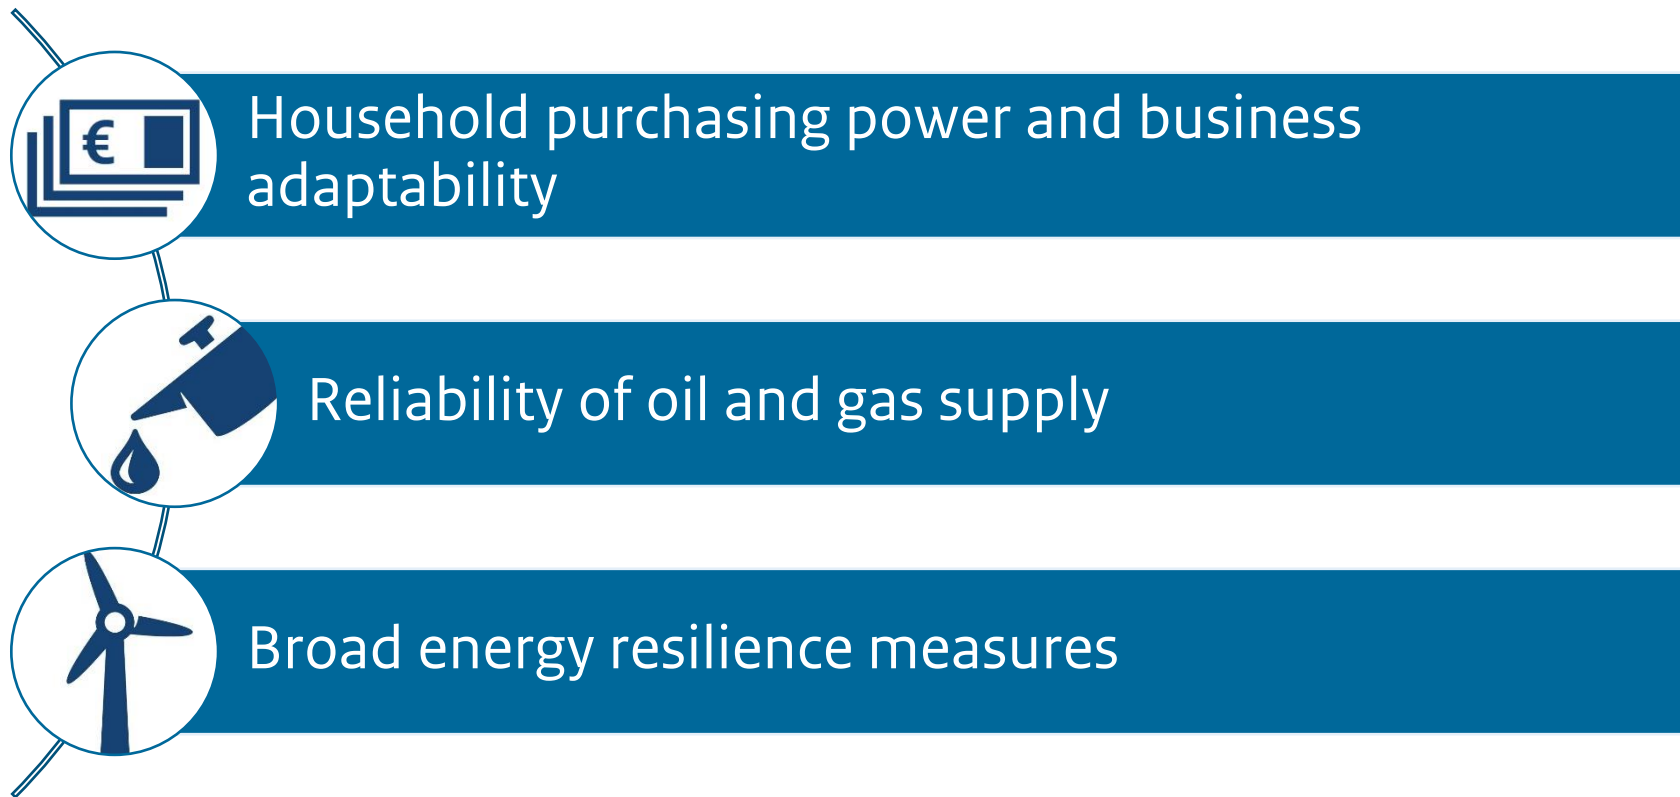 €
Household purchasing power and business
adaptability
Reliability of oil and gas supply
Broad energy resilience measures